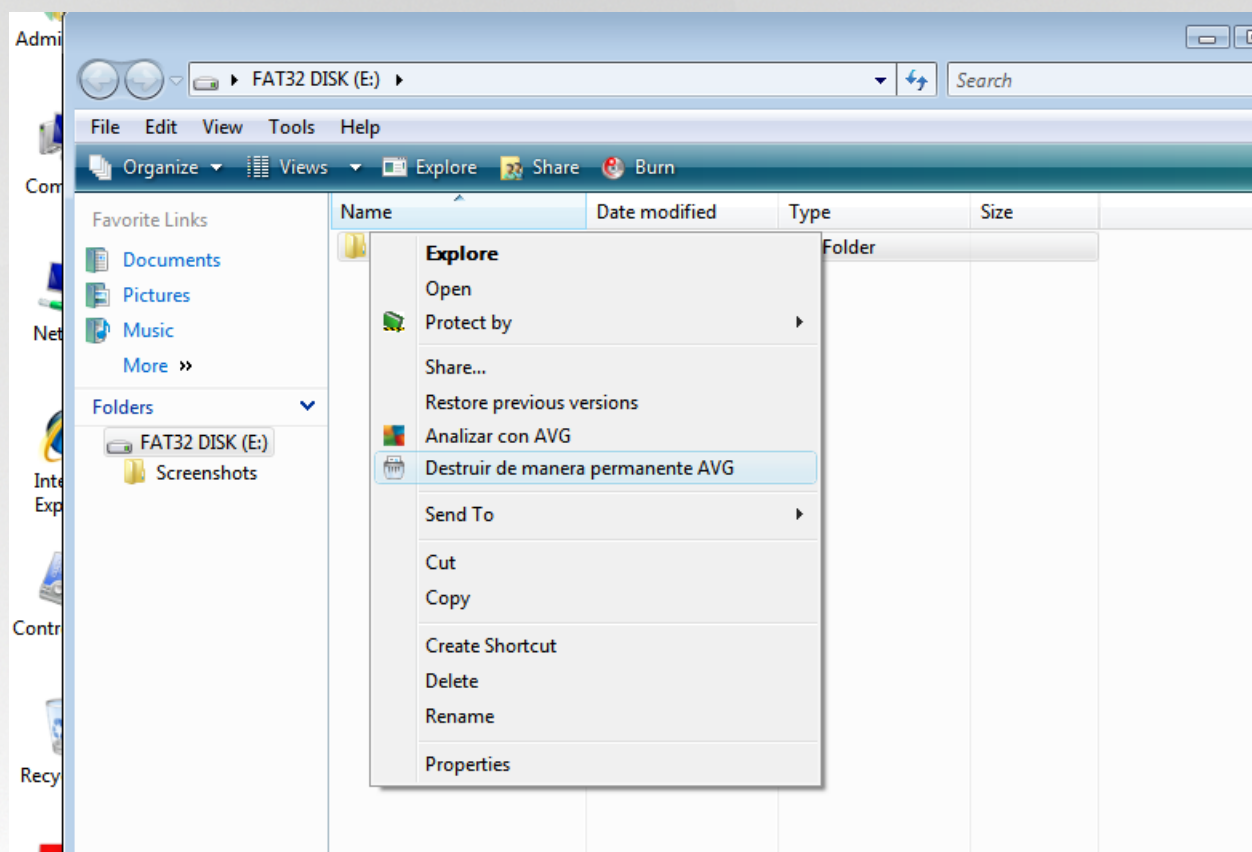 Admi
FAT32 DISK (E:)
Search
File Edit View Tools Help
Organize Views Explore Share Burn
Com
Favorite Links
Name Date modified Type Size
Folder
Documents
Pictures
Music
More »
Net
Folders
FAT32 DISK (E:)
Screenshots
Inte
Exp
Contr
Recy
Explore
Open
Protect by
Share...
Restore previous versions
Analizar con AVG
Destruir de manera permanente AVG
Send To
Cut
Copy
Create Shortcut
Delete
Rename
Properties